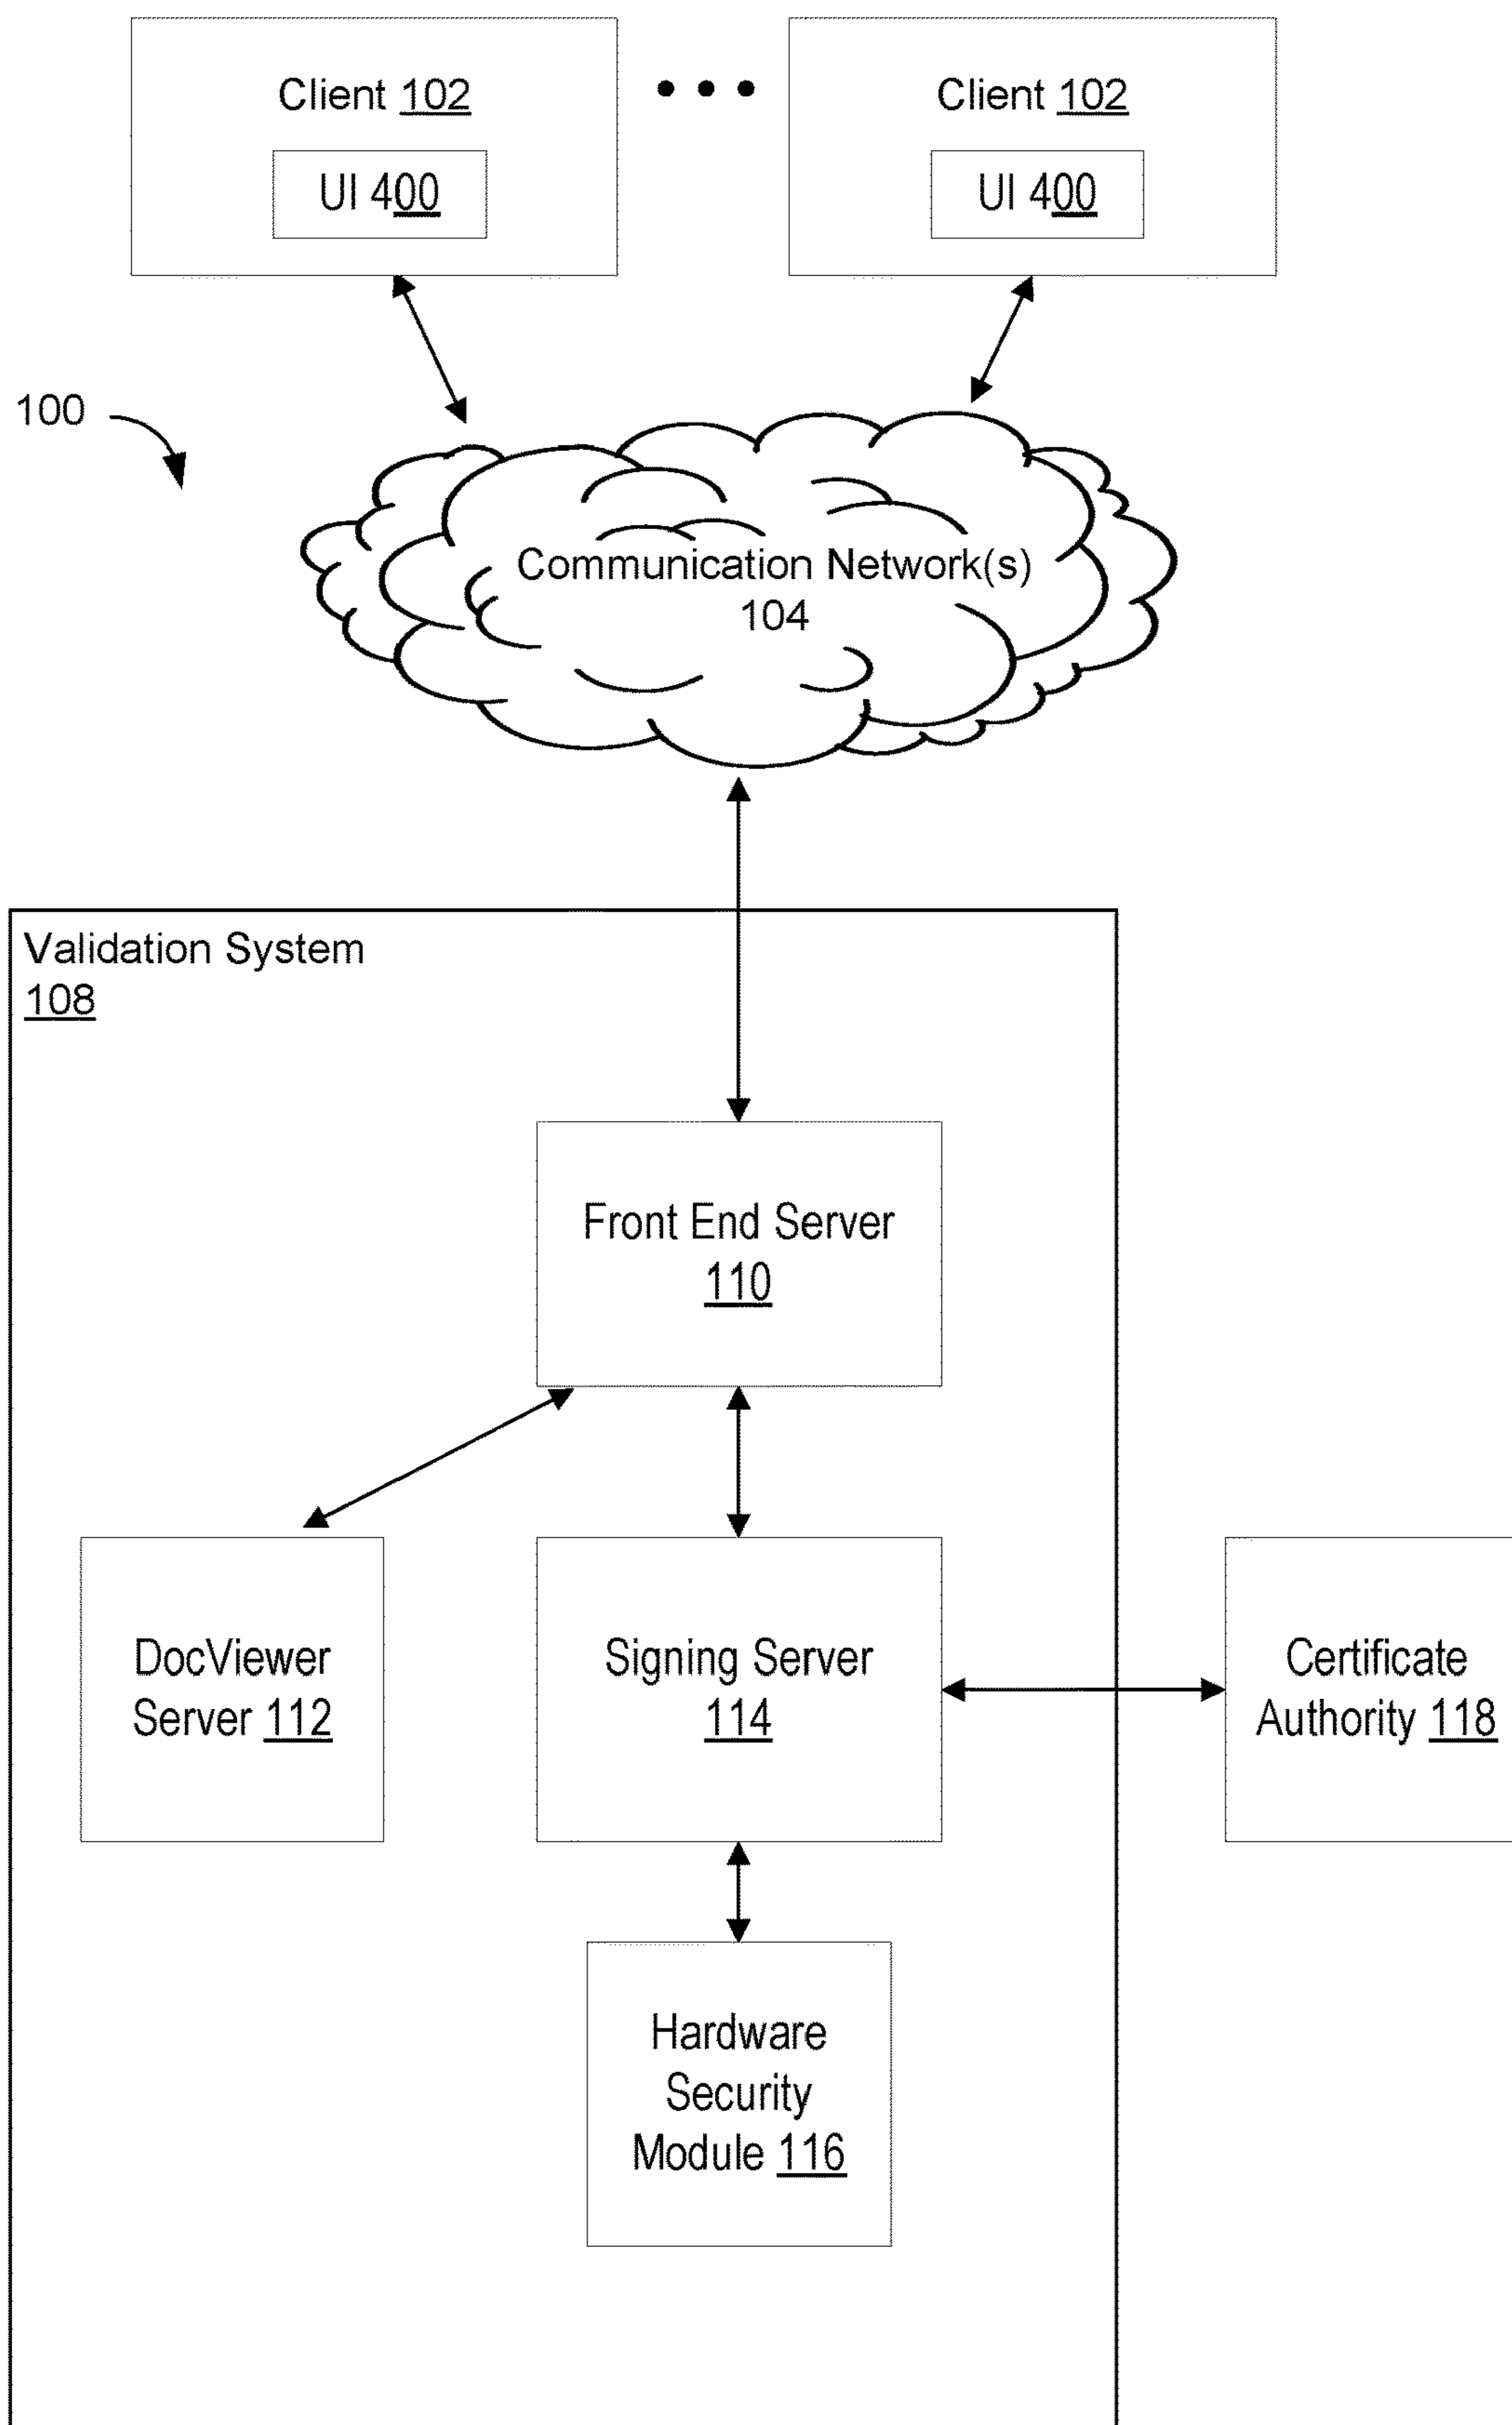 Client 102
UI 400
Client 102
UI 400
100
Communication Network(s)
104
Validation System
108
Front End Server
110
DocViewer
Server 112
Signing Server
114
Certificate
Authority 118
Hardware
Security
Module 116